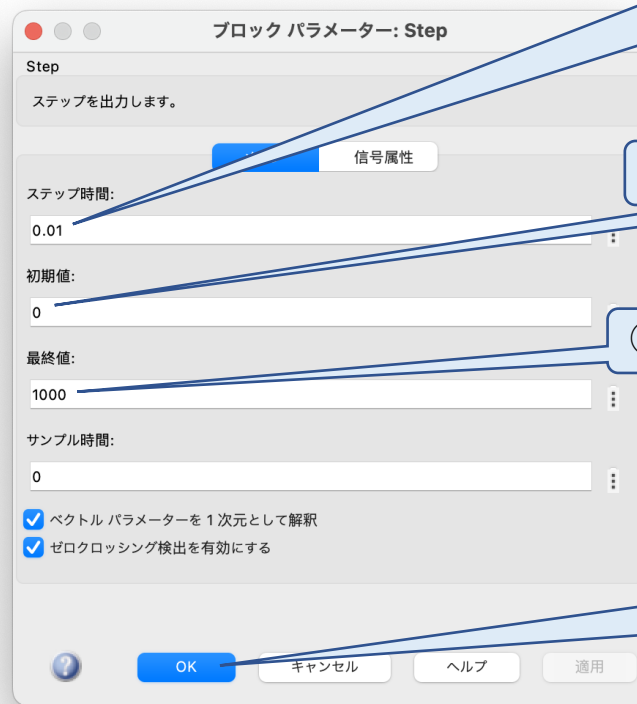 ブロック パラメーター: Step
Step
ステップを出力します。
信号属性
ステップ時間:
0.01
初期値:
0
最終値:
1000
サンプル時間:
0
ベクトル パラメーターを 1 次元として解釈
ゼロクロッシング検出を有効にする
OK キャンセル ヘルプ 適用